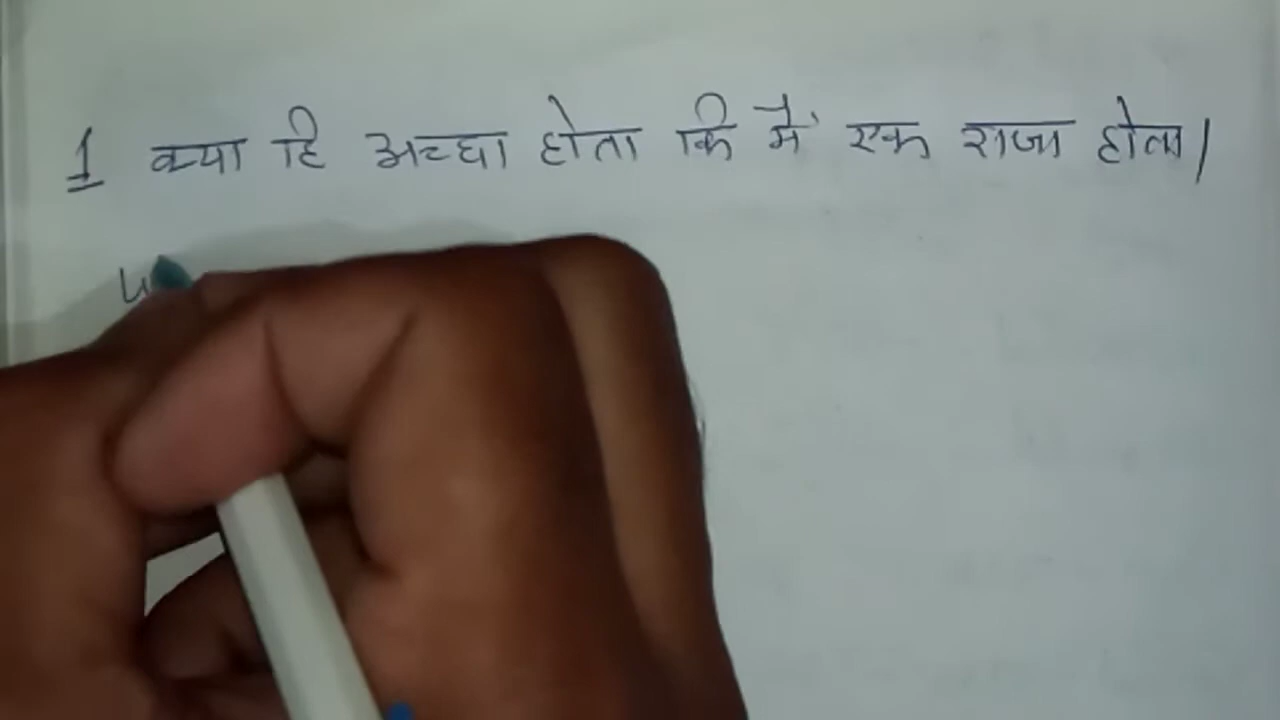 1 क्या हि अच्छा होता कि मैं एक राजा होता।